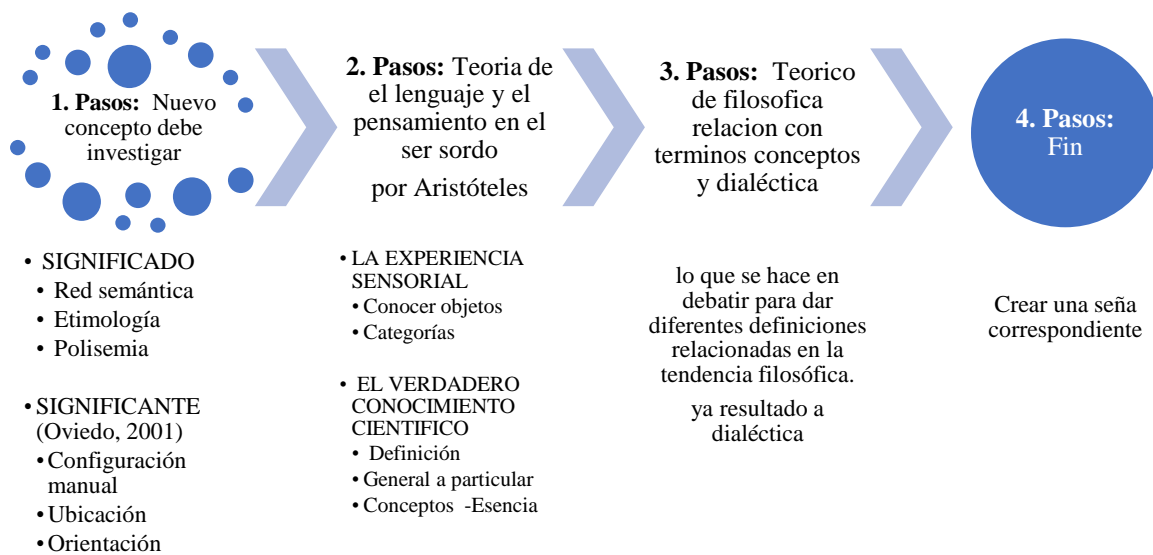 1. Pasos: Nuevo
concepto debe
investigar
• SIGNIFICADO
• Red semántica
• Etimología
• Polisemia
• SIGNIFICANTE
(Oviedo, 2001)
• Configuración
manual
• Ubicación
• Orientación
2. Pasos: Teoria de
el lenguaje y el
pensamiento en el
ser sordo
por Aristóteles
• LA EXPERIENCIA
SENSORIAL
• Conocer objetos
• Categorías
• EL VERDADERO
CONOCIMIENTO
CIENTIFICO
• Definición
• General a particular
• Conceptos -Esencia
3. Pasos: Teorico
de filosofica
relacion con
terminos conceptos
y dialéctica
lo que se hace en
debatir para dar
diferentes definiciones
relacionadas en la
tendencia filosófica.
ya resultado a
dialéctica
4. Pasos:
Fin
Crear una seña
correspondiente